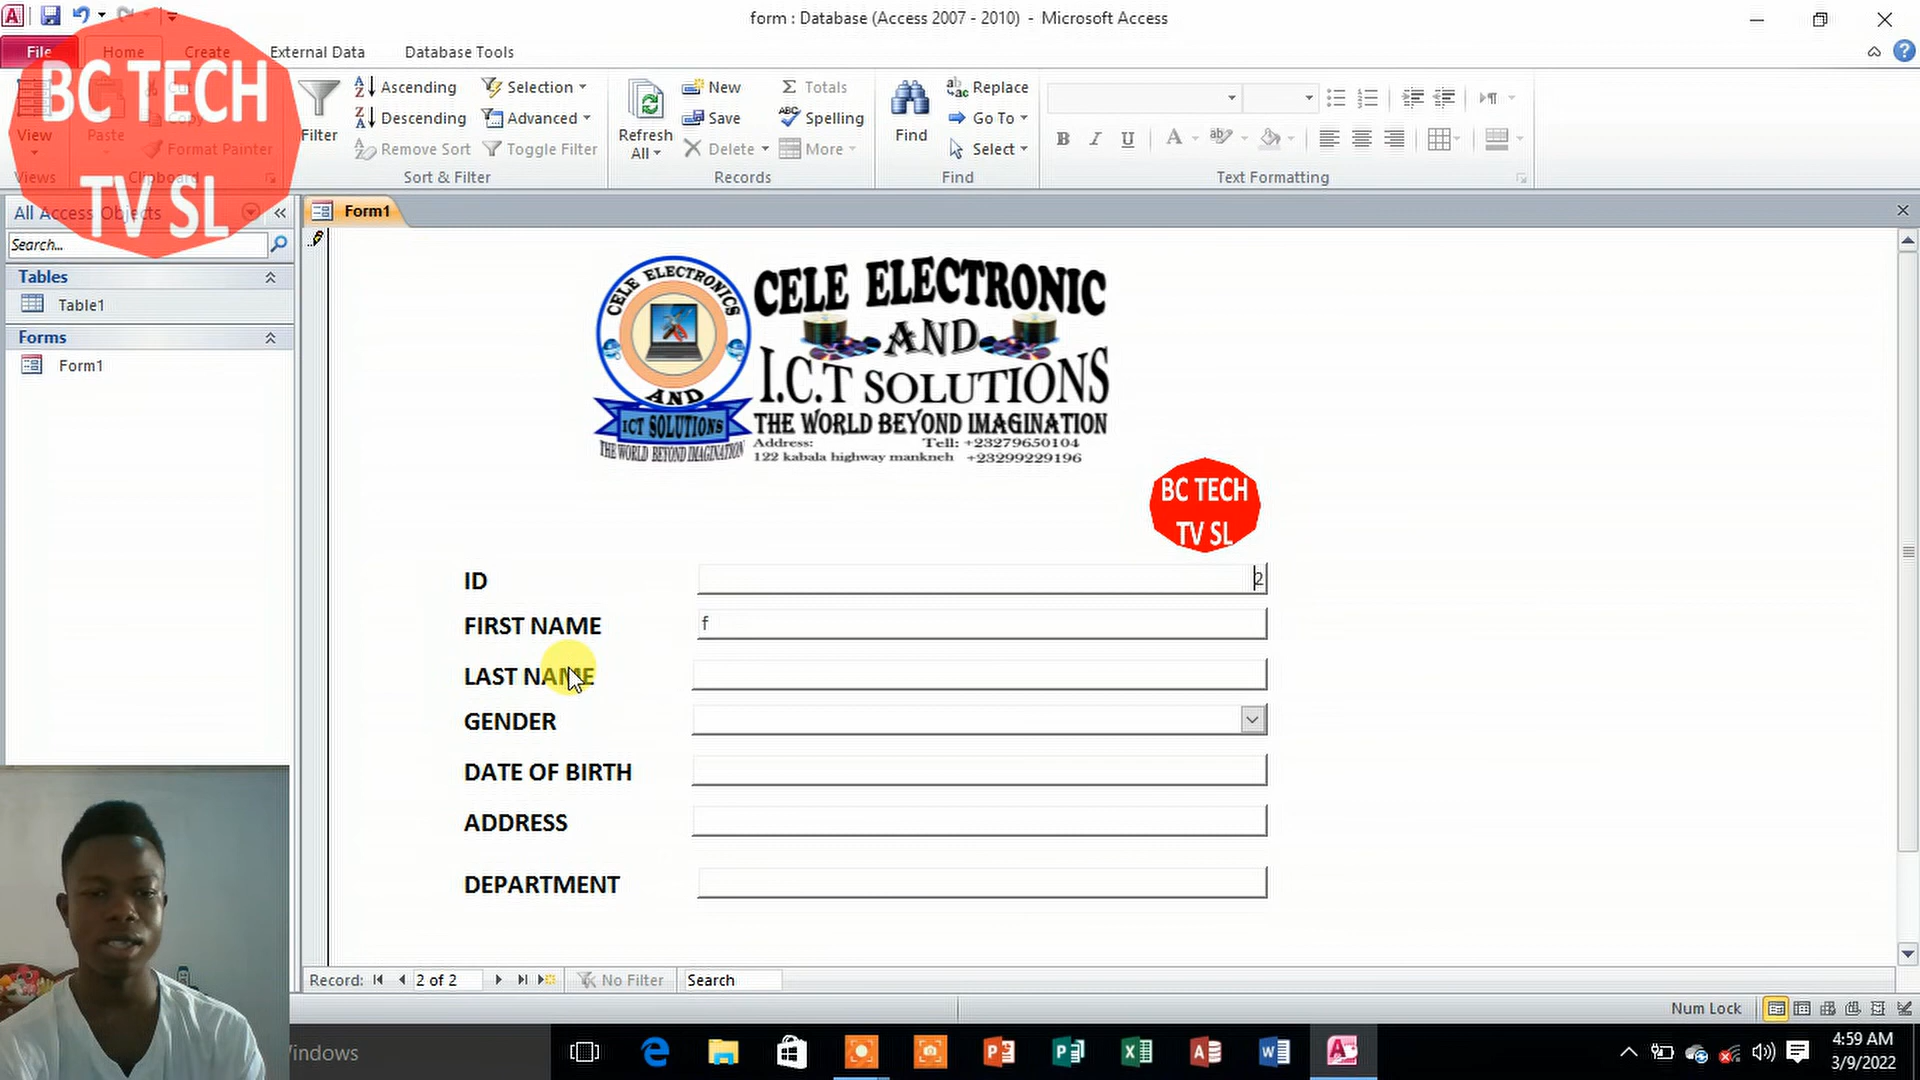 form : Database (Access 2007 - 2010) - Microsoft Access
File Home Create External Data Database Tools
BC TECH
TV SL
View
Views
Paste
Cut
Copy
Format Painter
Clipboard
Filter
Ascending
Descending
Remove Sort
Selection
Advanced
Toggle Filter
Sort & Filter
Refresh
All
New
Save
Delete
Totals
Spelling
More
Records
Find
Replace
Go To
Select
Find
B I U
Text Formatting
All Access Objects
Search...
Tables
Table1
Forms
Form1
Form1
CELE ELECTRONICS
AND
ICT SOLUTIONS
THE WORLD BEYOND IMAGINATION
CELE ELECTRONIC
AND
I.C.T SOLUTIONS
THE WORLD BEYOND IMAGINATION
Address: Tell: +23279650104
122 kabala highway mankneh +23299229196
BC TECH
TV SL
ID 2
FIRST NAME f
LAST NAME
GENDER
DATE OF BIRTH
ADDRESS
DEPARTMENT
Record: 2 of 2 No Filter Search
Num Lock
Windows
4:59 AM
3/9/2022